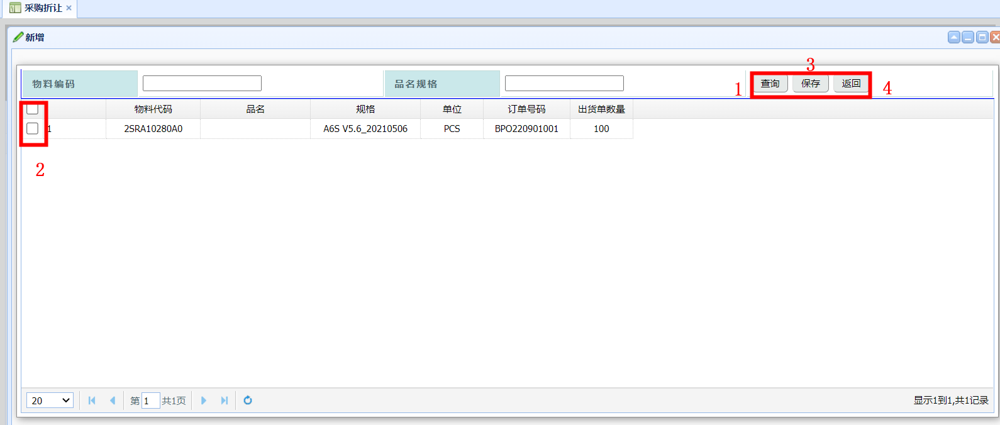 采购折让
新增
3
物料编码 品名规格 1 查询 保存 返回 4
物料代码 品名 规格 单位 订单号码 出货单数量
1 2SRA10280A0 A6S V5.6_20210506 PCS BPO220901001 100
2
20 第 1 共1页 显示1到1,共1记录